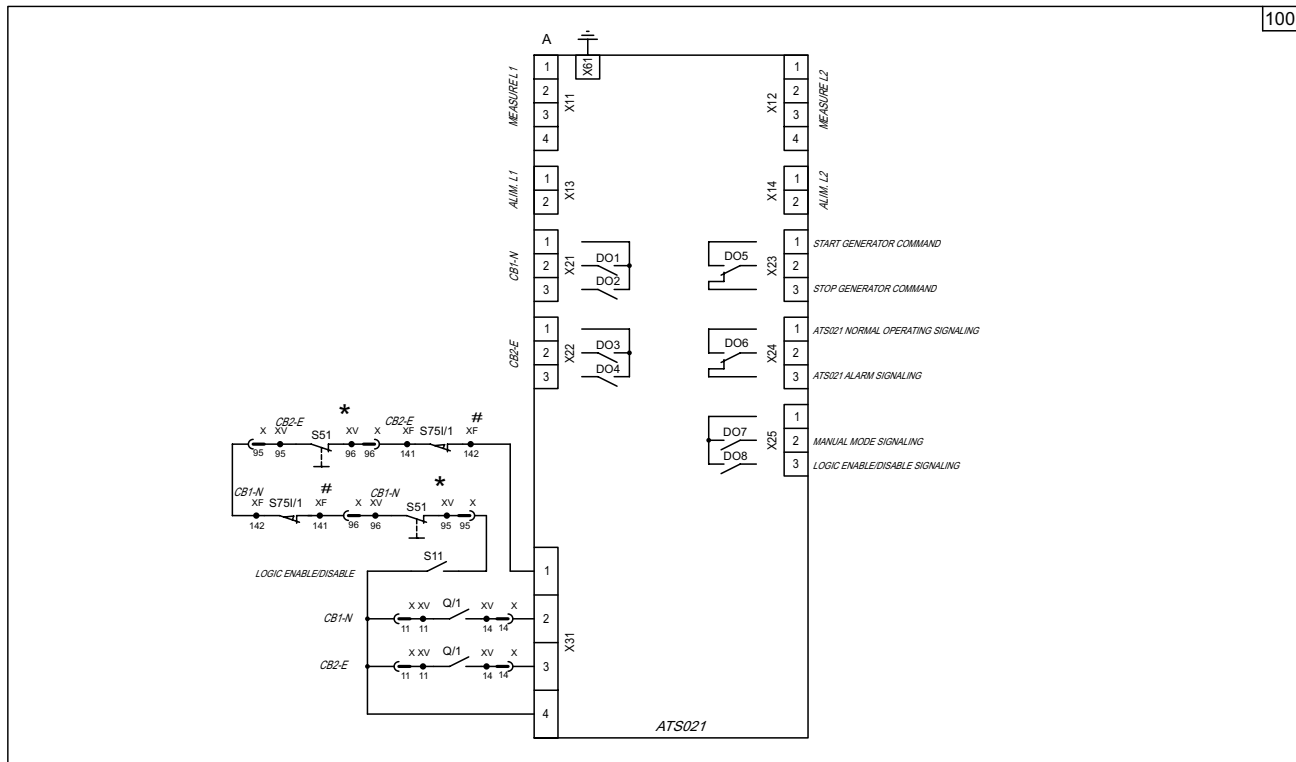 100
A
X61
MEASURE L1
1
2
3
4
X11
1
2
3
4
X12
MEASURE L2
ALIM. L1
1
2
X13
1
2
X14
ALIM. L2
CB1-N
1
2
3
X21
DO1
DO2
DO5
X23
1
2
3
START GENERATOR COMMAND
STOP GENERATOR COMMAND
CB2-E
1
2
3
X22
DO3
DO4
DO6
X24
1
2
3
ATS021 NORMAL OPERATING SIGNALING
ATS021 ALARM SIGNALING
DO7
DO8
X25
1
2
3
MANUAL MODE SIGNALING
LOGIC ENABLE/DISABLE SIGNALING
* #
CB2-E CB2-E
X XV S51 XV X XF S75I/1 XF
95 95 96 96 141 142
# *
CB1-N CB1-N
XF S75I/1 XF X XV S51 XV X
142 141 96 96 95 95
S11
LOGIC ENABLE/DISABLE
1
CB1-N
X XV Q/1 XV X
11 11 14 14
2
X31
CB2-E
X XV Q/1 XV X
11 11 14 14
3
4
ATS021